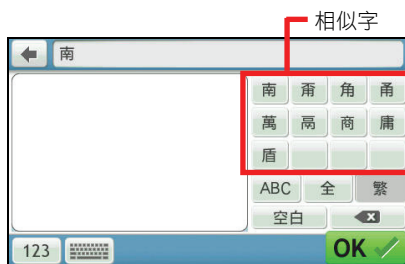 相似字
南
南 甭 角 甬
萬 鬲 商 庸
盾
ABC 全 繁
空白
123 OK